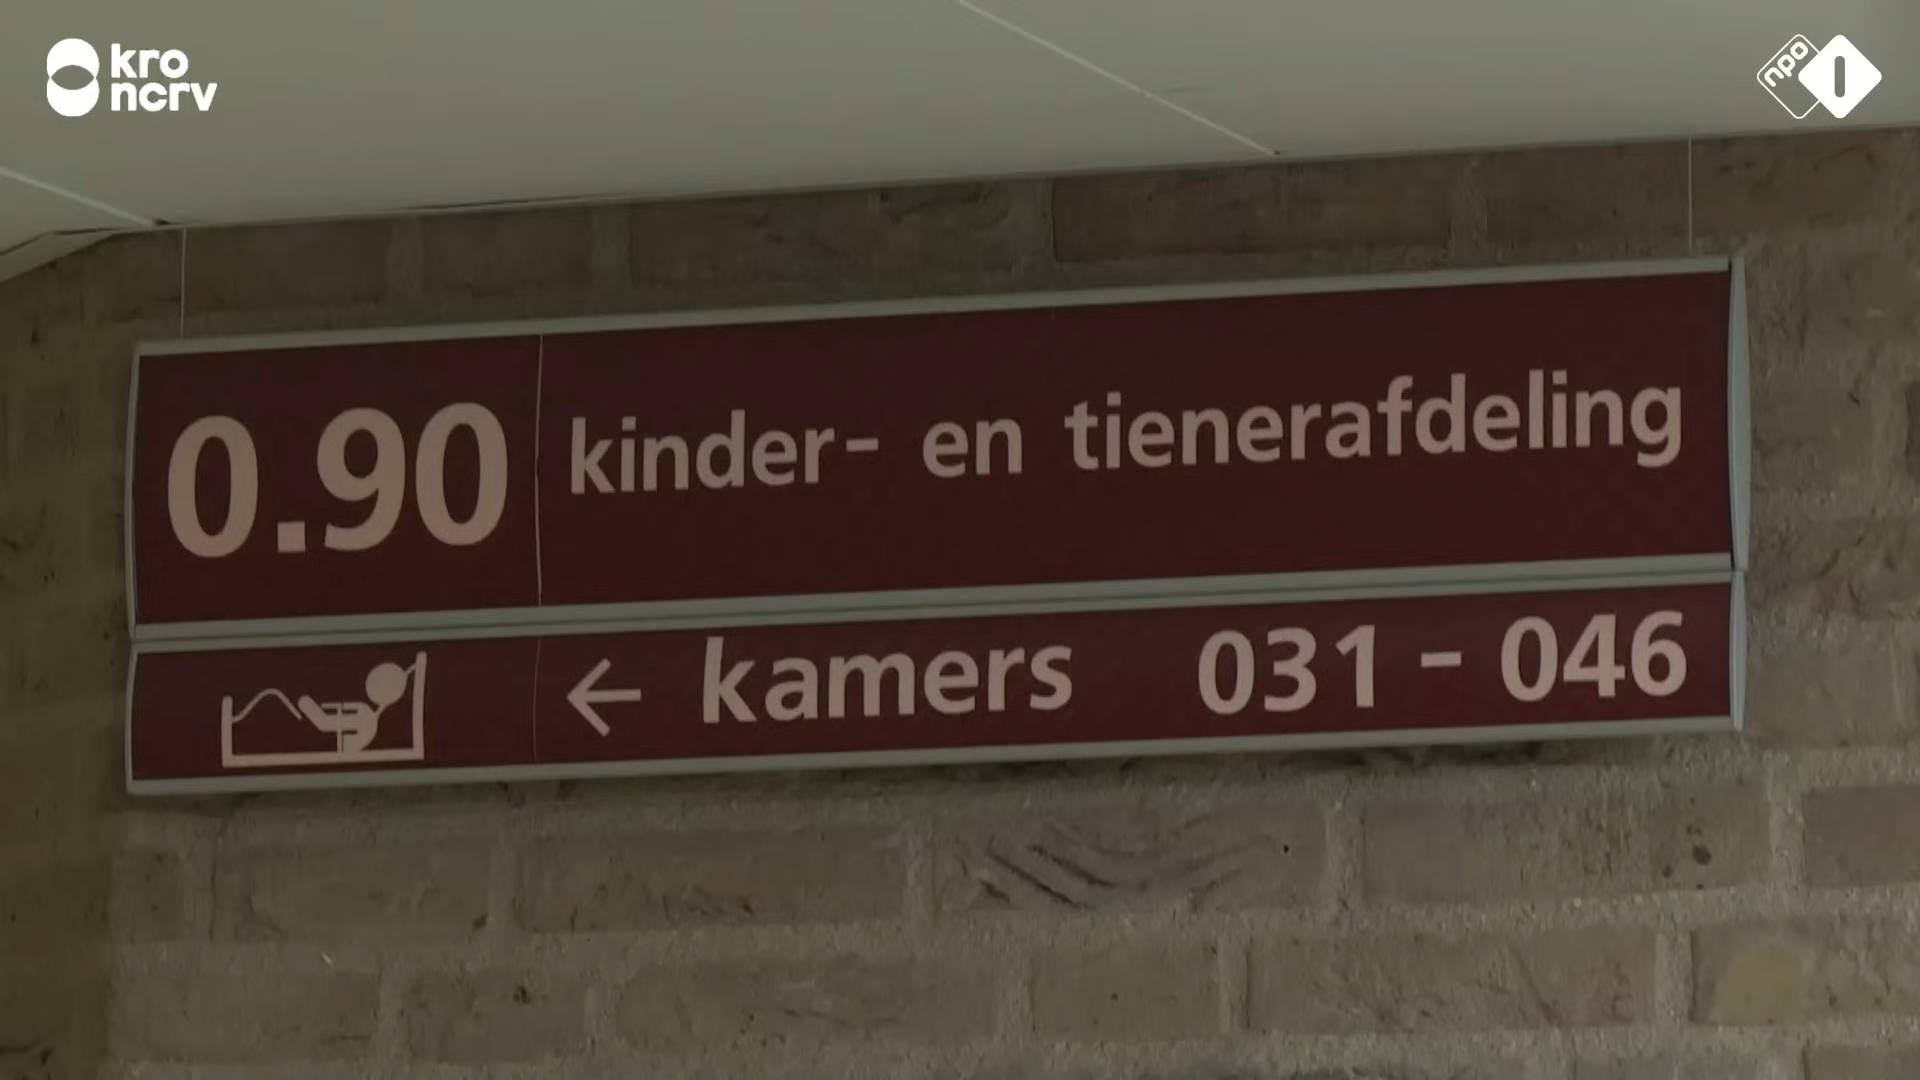 kro
ncrv
npo
1
0.90 kinder- en tienerafdeling
← kamers 031 - 046